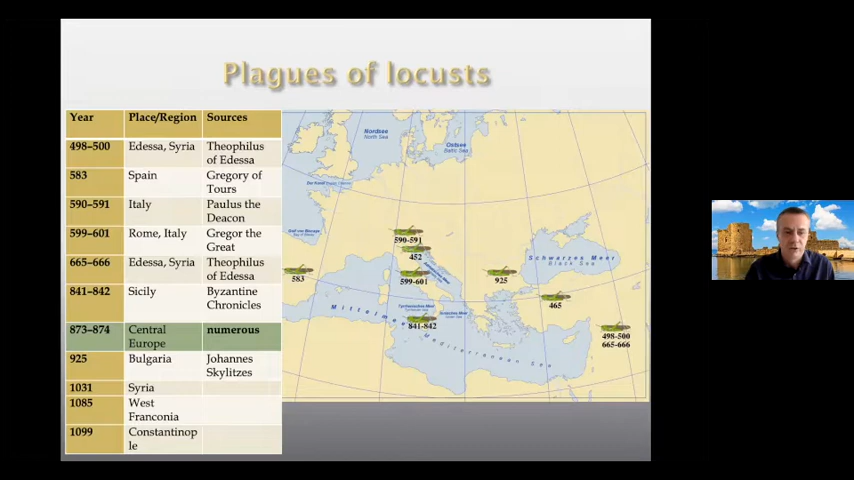 Plagues of locusts
Year Place/Region Sources
498–500 Edessa, Syria Theophilus
of Edessa
583 Spain Gregory of
Tours
590–591 Italy Paulus the
Deacon
599–601 Rome, Italy Gregor the
Great
665–666 Edessa, Syria Theophilus
of Edessa
841–842 Sicily Byzantine
Chronicles
873–874 Central numerous
Europe
925 Bulgaria Johannes
Skylitzes
1031 Syria
1085 West
Franconia
1099 Constantinop
le
Nordsee
North Sea
Ostsee
Baltic Sea
590-591
452
Schwarzes Meer
Black Sea
583
599-601
925
465
Mittelmeer
Mediterranean Sea
841-842
498-500
665-666